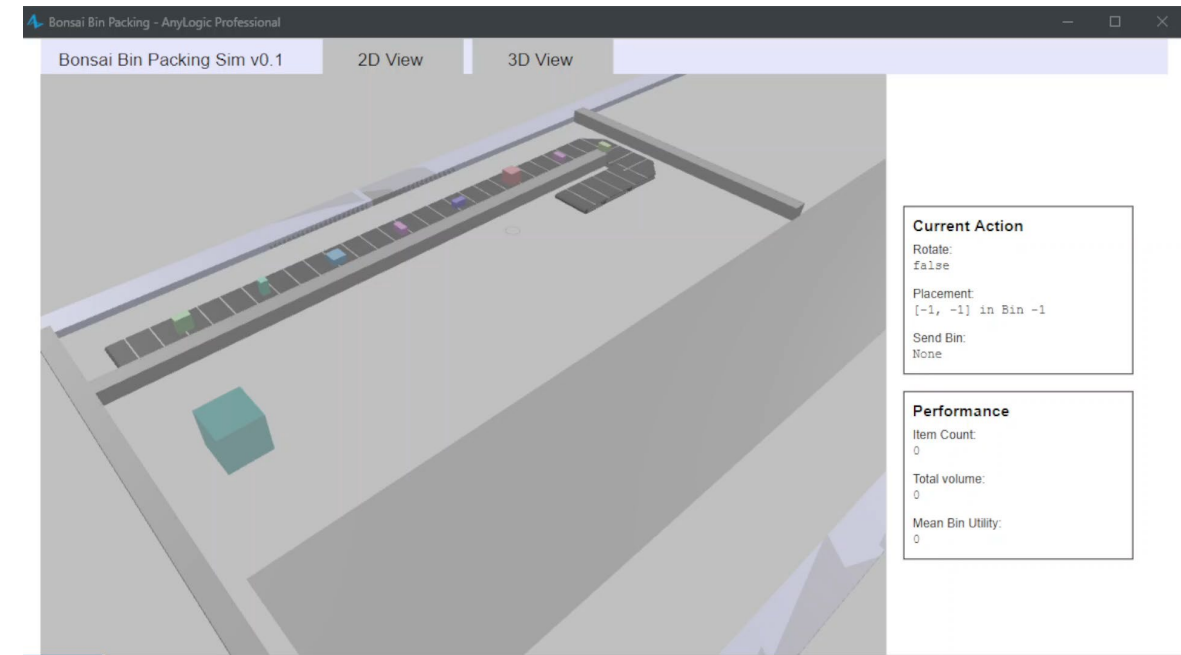 Bonsai Bin Packing - AnyLogic Professional
Bonsai Bin Packing Sim v0.1
2D View
3D View
Current Action
Rotate:
false
Placement:
[-1, -1] in Bin -1
Send Bin:
None
Performance
Item Count:
0
Total volume:
0
Mean Bin Utility:
0